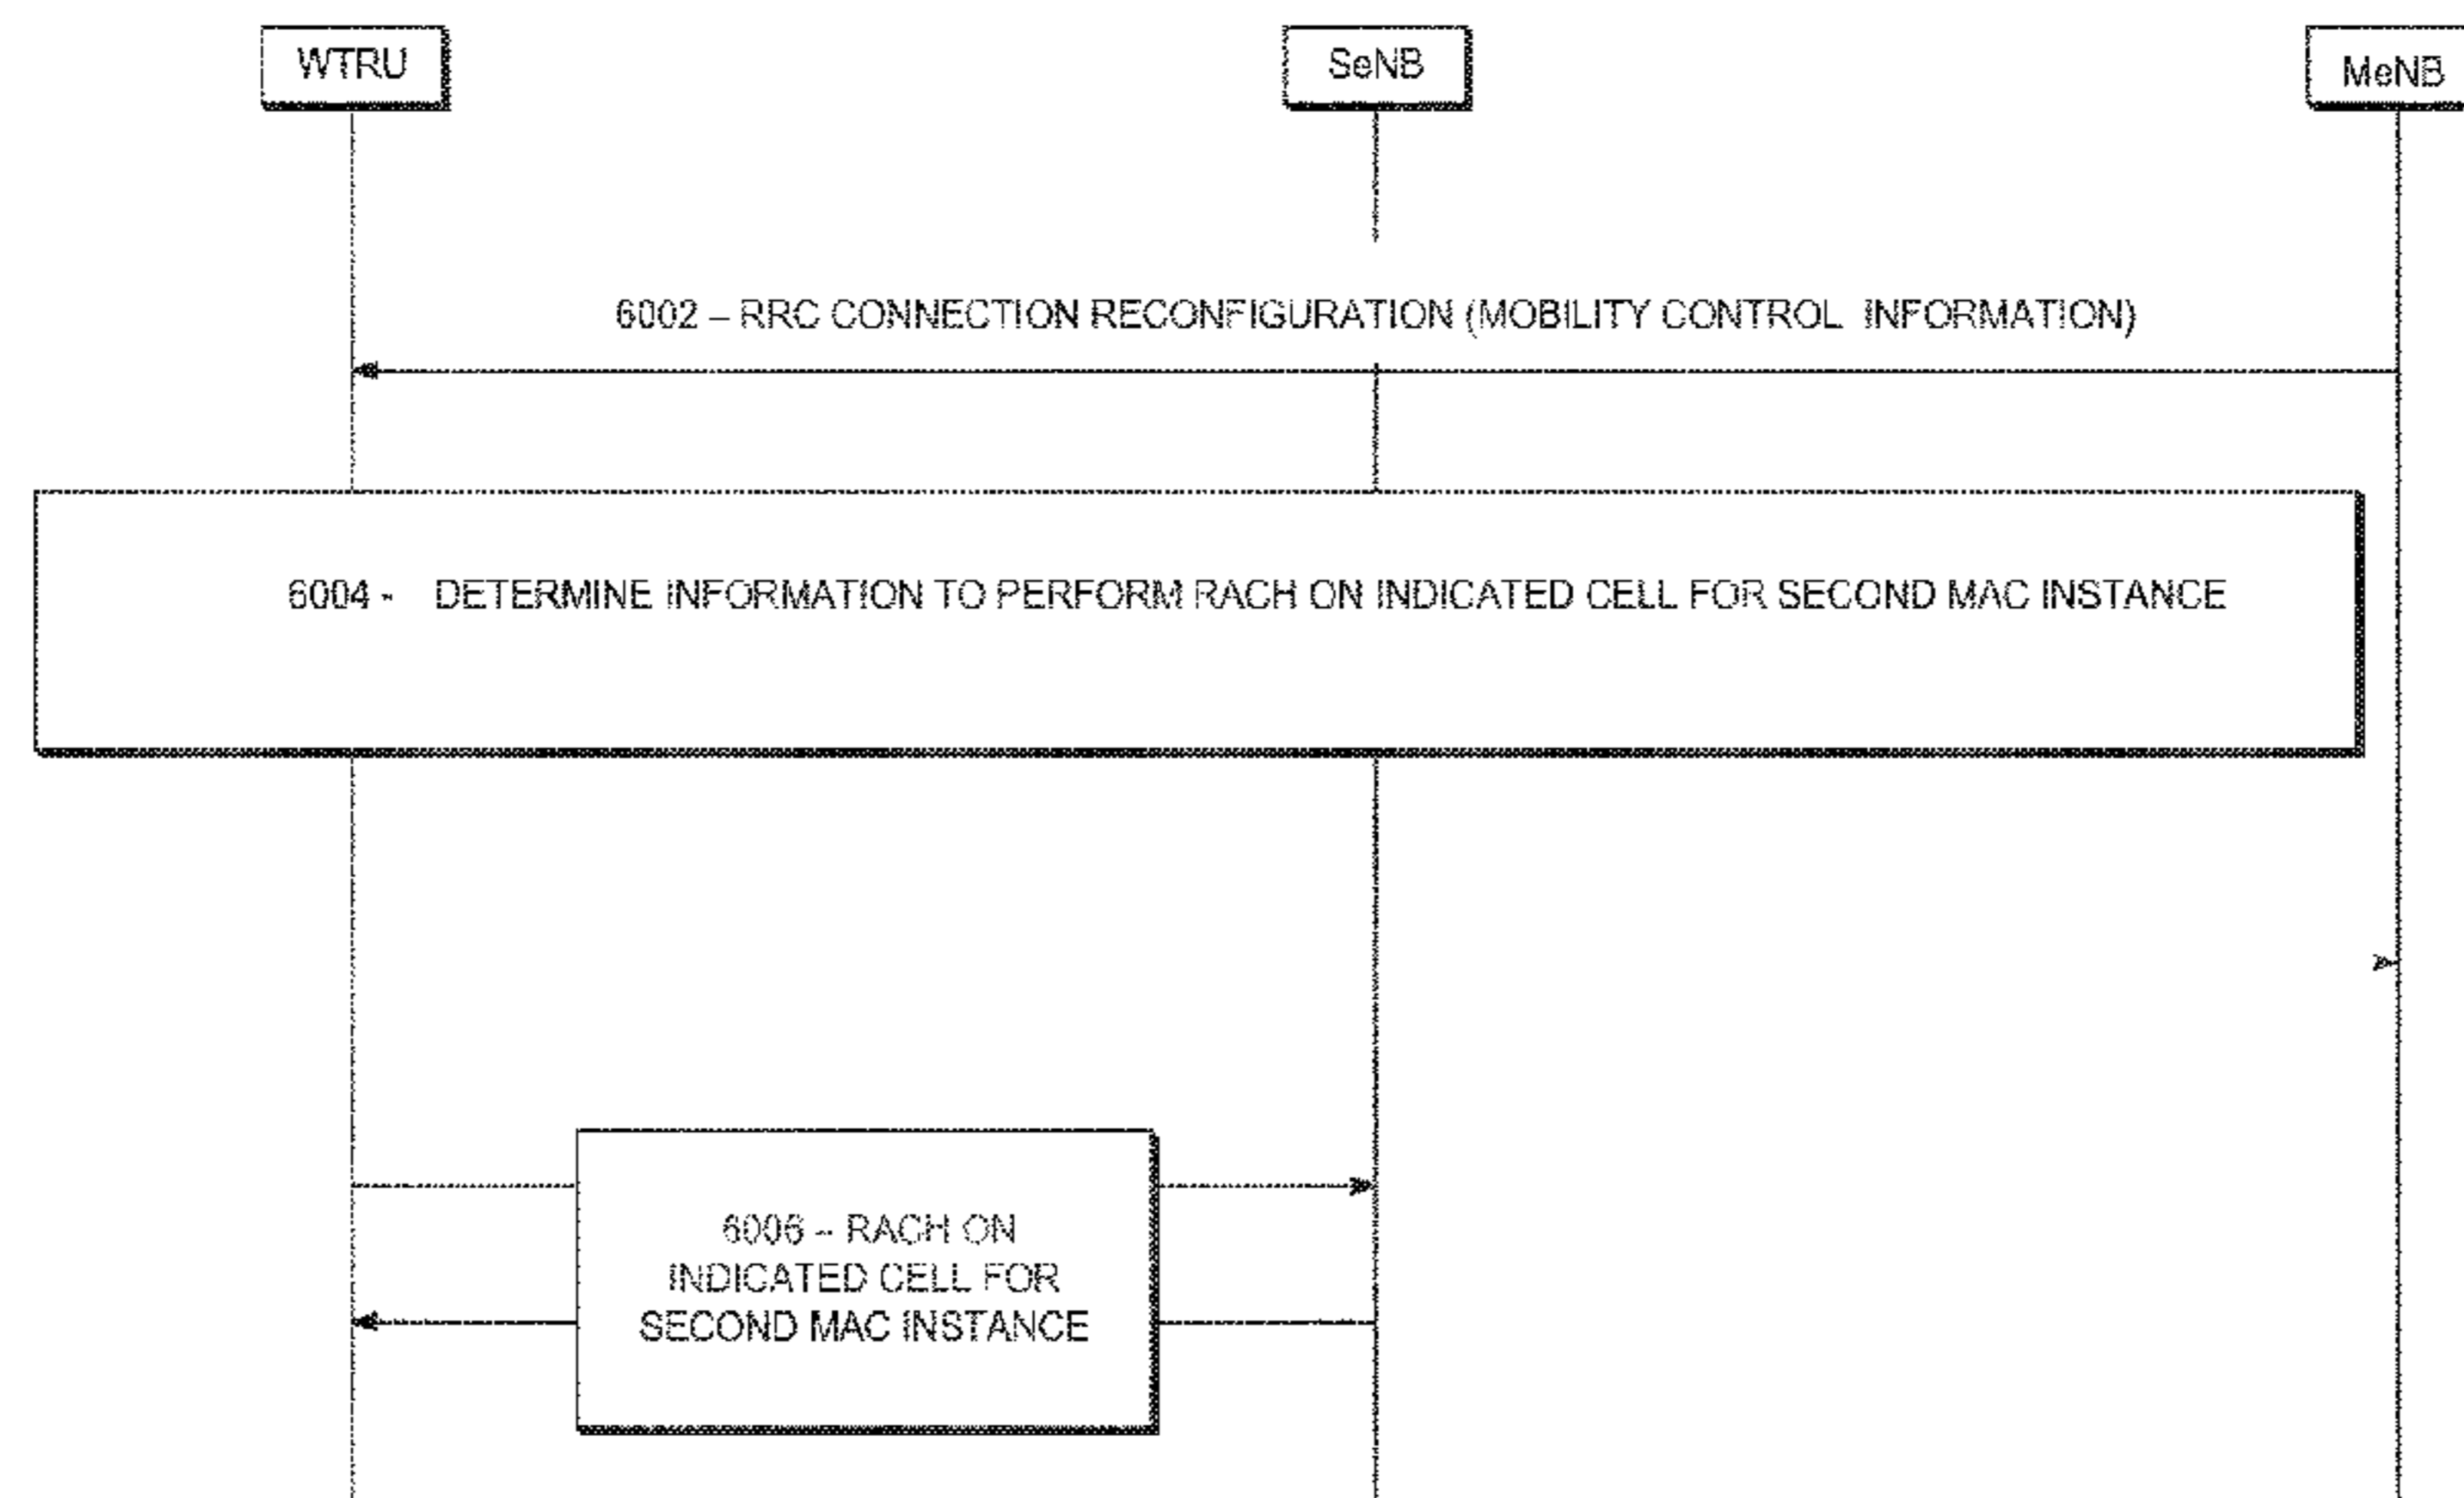 WTRU
SeNB
MeNB
6002 – RRC CONNECTION RECONFIGURATION (MOBILITY CONTROL INFORMATION)
6004 - DETERMINE INFORMATION TO PERFORM RACH ON INDICATED CELL FOR SECOND MAC INSTANCE
6006 – RACH ON
INDICATED CELL FOR
SECOND MAC INSTANCE